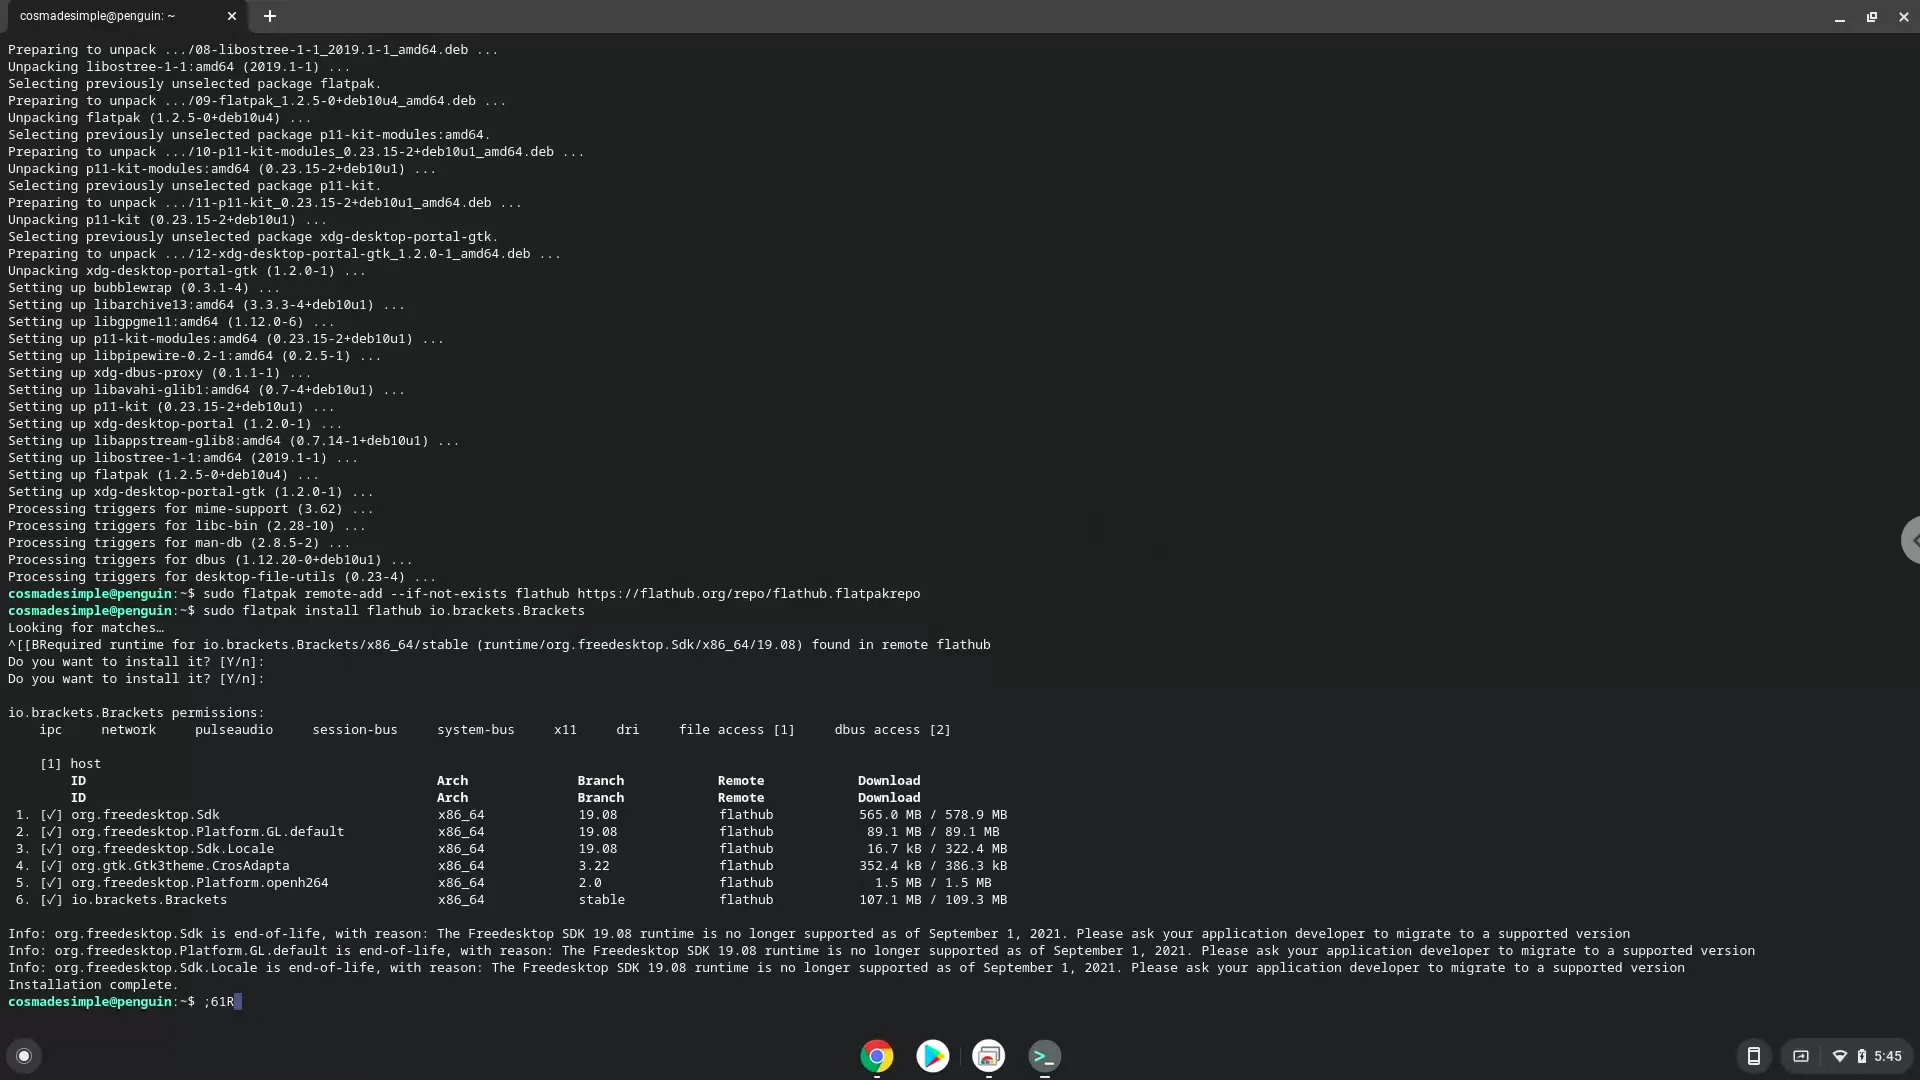 cosmadesimple@penguin: ~
Preparing to unpack .../08-libostree-1-1_2019.1-1_amd64.deb ...
Unpacking libostree-1-1:amd64 (2019.1-1) ...
Selecting previously unselected package flatpak.
Preparing to unpack .../09-flatpak_1.2.5-0+deb10u4_amd64.deb ...
Unpacking flatpak (1.2.5-0+deb10u4) ...
Selecting previously unselected package p11-kit-modules:amd64.
Preparing to unpack .../10-p11-kit-modules_0.23.15-2+deb10u1_amd64.deb ...
Unpacking p11-kit-modules:amd64 (0.23.15-2+deb10u1) ...
Selecting previously unselected package p11-kit.
Preparing to unpack .../11-p11-kit_0.23.15-2+deb10u1_amd64.deb ...
Unpacking p11-kit (0.23.15-2+deb10u1) ...
Selecting previously unselected package xdg-desktop-portal-gtk.
Preparing to unpack .../12-xdg-desktop-portal-gtk_1.2.0-1_amd64.deb ...
Unpacking xdg-desktop-portal-gtk (1.2.0-1) ...
Setting up bubblewrap (0.3.1-4) ...
Setting up libarchive13:amd64 (3.3.3-4+deb10u1) ...
Setting up libgpgme11:amd64 (1.12.0-6) ...
Setting up p11-kit-modules:amd64 (0.23.15-2+deb10u1) ...
Setting up libpipewire-0.2-1:amd64 (0.2.5-1) ...
Setting up xdg-dbus-proxy (0.1.1-1) ...
Setting up libavahi-glib1:amd64 (0.7-4+deb10u1) ...
Setting up p11-kit (0.23.15-2+deb10u1) ...
Setting up xdg-desktop-portal (1.2.0-1) ...
Setting up libappstream-glib8:amd64 (0.7.14-1+deb10u1) ...
Setting up libostree-1-1:amd64 (2019.1-1) ...
Setting up flatpak (1.2.5-0+deb10u4) ...
Setting up xdg-desktop-portal-gtk (1.2.0-1) ...
Processing triggers for mime-support (3.62) ...
Processing triggers for libc-bin (2.28-10) ...
Processing triggers for man-db (2.8.5-2) ...
Processing triggers for dbus (1.12.20-0+deb10u1) ...
Processing triggers for desktop-file-utils (0.23-4) ...
cosmadesimple@penguin:~$ sudo flatpak remote-add --if-not-exists flathub https://flathub.org/repo/flathub.flatpakrepo
cosmadesimple@penguin:~$ sudo flatpak install flathub io.brackets.Brackets
Looking for matches…
^[[BRequired runtime for io.brackets.Brackets/x86_64/stable (runtime/org.freedesktop.Sdk/x86_64/19.08) found in remote flathub
Do you want to install it? [Y/n]:
Do you want to install it? [Y/n]:
io.brackets.Brackets permissions:
ipc network pulseaudio session-bus system-bus x11 dri file access [1] dbus access [2]
[1] host
ID Arch Branch Remote Download
ID Arch Branch Remote Download
1. [✓] org.freedesktop.Sdk x86_64 19.08 flathub 565.0 MB / 578.9 MB
2. [✓] org.freedesktop.Platform.GL.default x86_64 19.08 flathub 89.1 MB / 89.1 MB
3. [✓] org.freedesktop.Sdk.Locale x86_64 19.08 flathub 16.7 kB / 322.4 MB
4. [✓] org.gtk.Gtk3theme.CrosAdapta x86_64 3.22 flathub 352.4 kB / 386.3 kB
5. [✓] org.freedesktop.Platform.openh264 x86_64 2.0 flathub 1.5 MB / 1.5 MB
6. [✓] io.brackets.Brackets x86_64 stable flathub 107.1 MB / 109.3 MB
Info: org.freedesktop.Sdk is end-of-life, with reason: The Freedesktop SDK 19.08 runtime is no longer supported as of September 1, 2021. Please ask your application developer to migrate to a supported version
Info: org.freedesktop.Platform.GL.default is end-of-life, with reason: The Freedesktop SDK 19.08 runtime is no longer supported as of September 1, 2021. Please ask your application developer to migrate to a supported version
Info: org.freedesktop.Sdk.Locale is end-of-life, with reason: The Freedesktop SDK 19.08 runtime is no longer supported as of September 1, 2021. Please ask your application developer to migrate to a supported version
Installation complete.
cosmadesimple@penguin:~$ ;61R
5:45